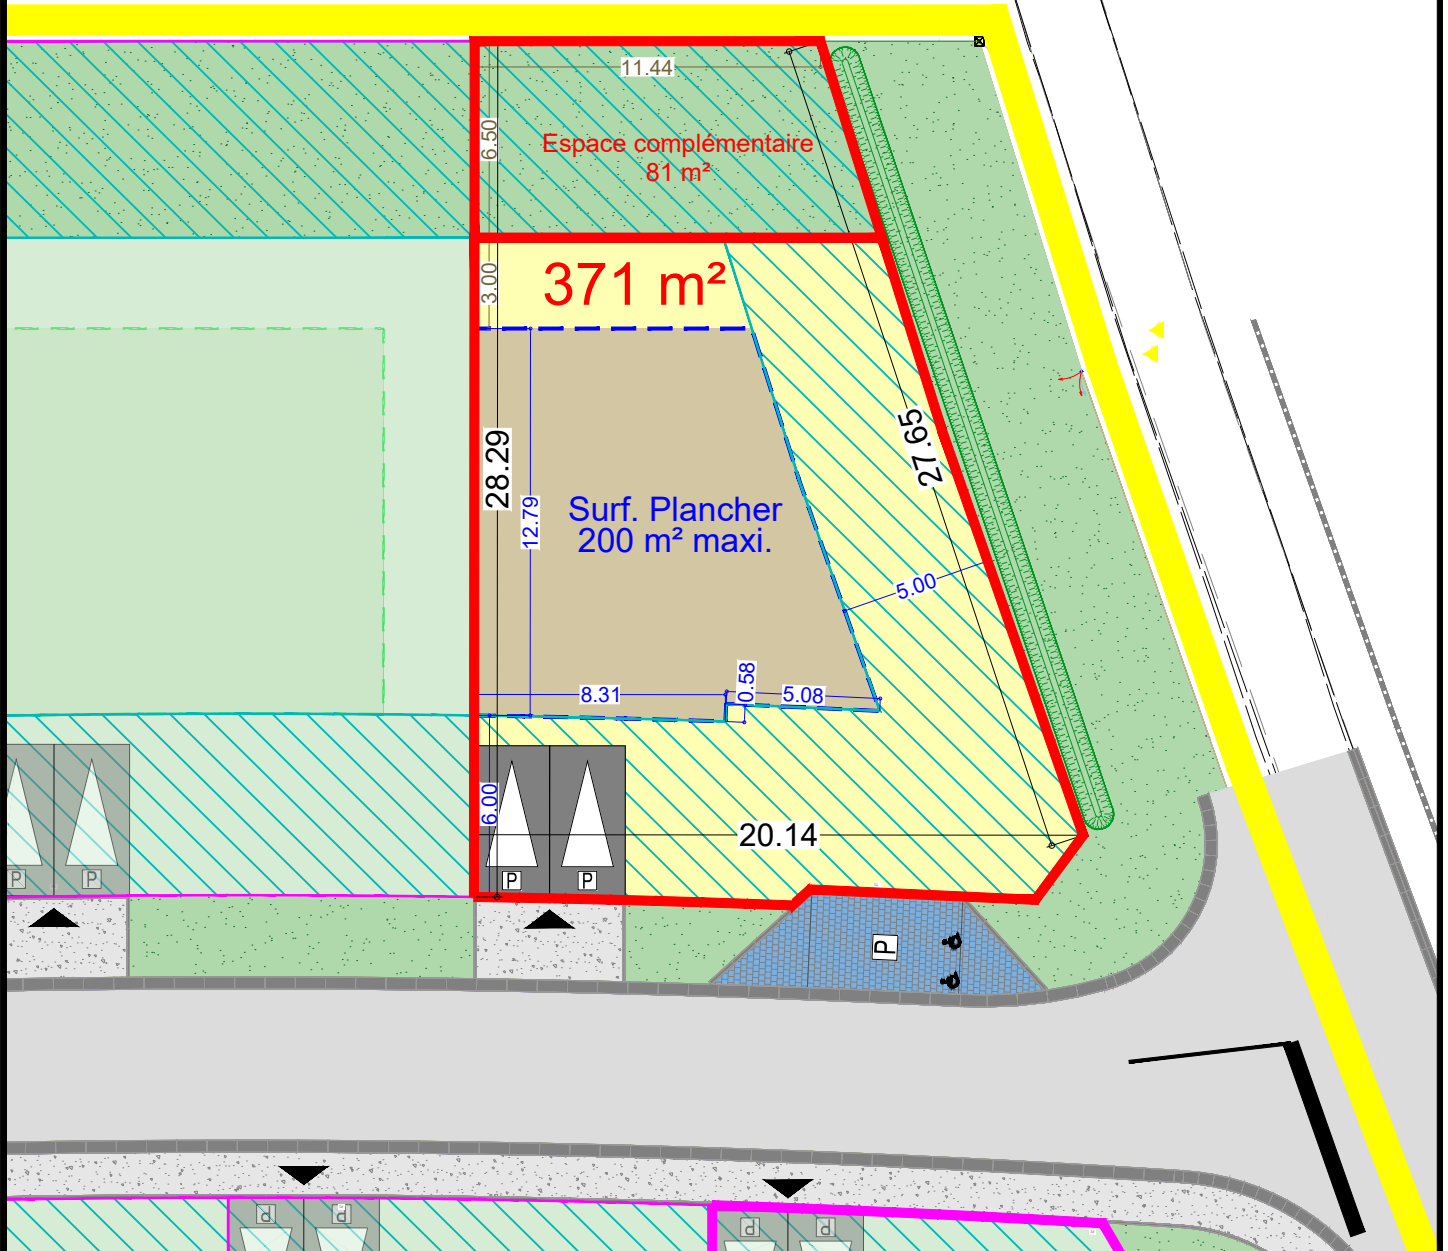 11.44
6.50
Espace complémentaire
81 m²
371 m²
3.00
28.29
27.65
12.79
Surf. Plancher
200 m² maxi.
5.00
8.31
0.58
5.08
6.00
20.14
P
P
P
P
P
P
P
P
P